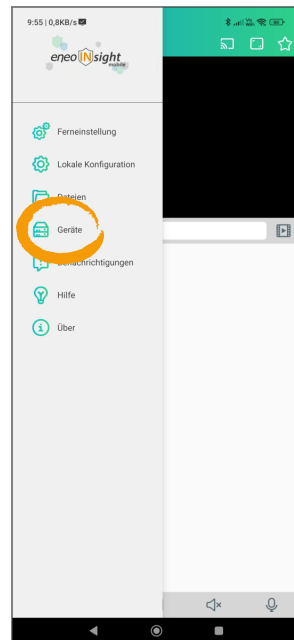 9:55 | 0,8KB/s
eneo INsight
mobile
Ferneinstellung
Lokale Konfiguration
Dateien
Geräte
Benachrichtigungen
Hilfe
Über